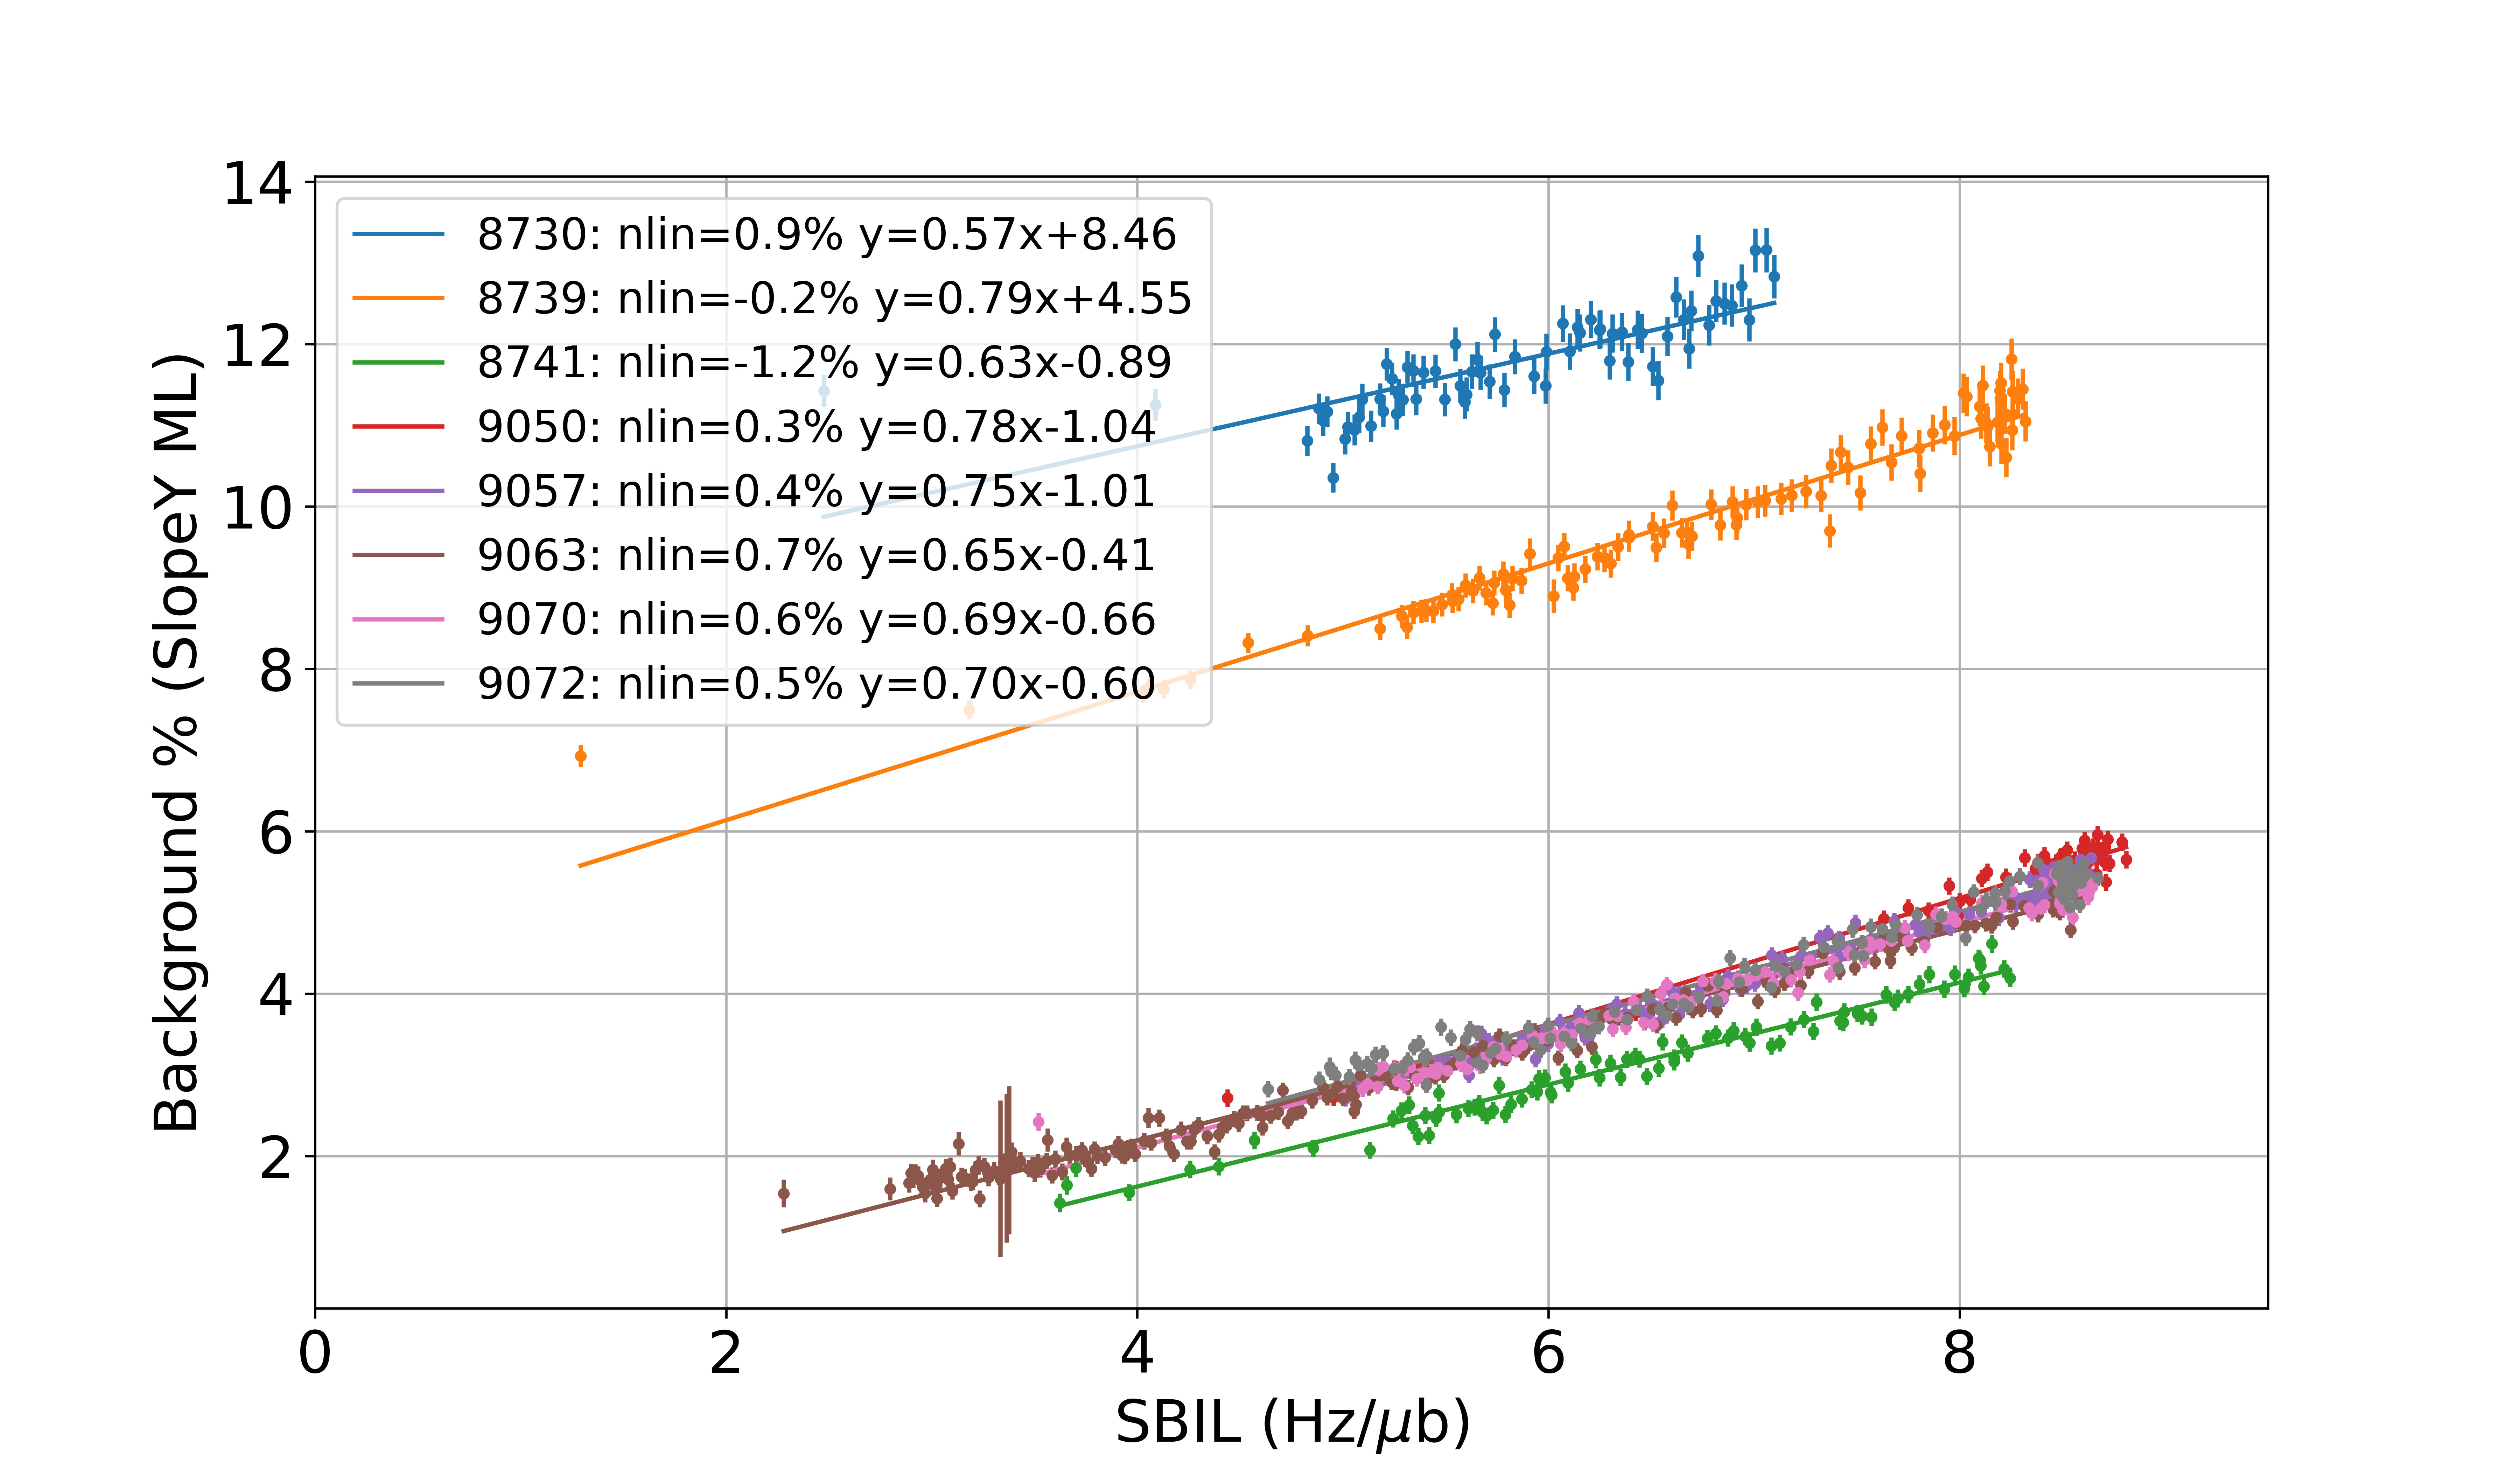 14
12
10
8
6
4
2
Background % (SlopeY ML)
8730: nlin=0.9% y=0.57x+8.46
8739: nlin=-0.2% y=0.79x+4.55
8741: nlin=-1.2% y=0.63x-0.89
9050: nlin=0.3% y=0.78x-1.04
9057: nlin=0.4% y=0.75x-1.01
9063: nlin=0.7% y=0.65x-0.41
9070: nlin=0.6% y=0.69x-0.66
9072: nlin=0.5% y=0.70x-0.60
0 2 4 6 8
SBIL (Hz/μb)